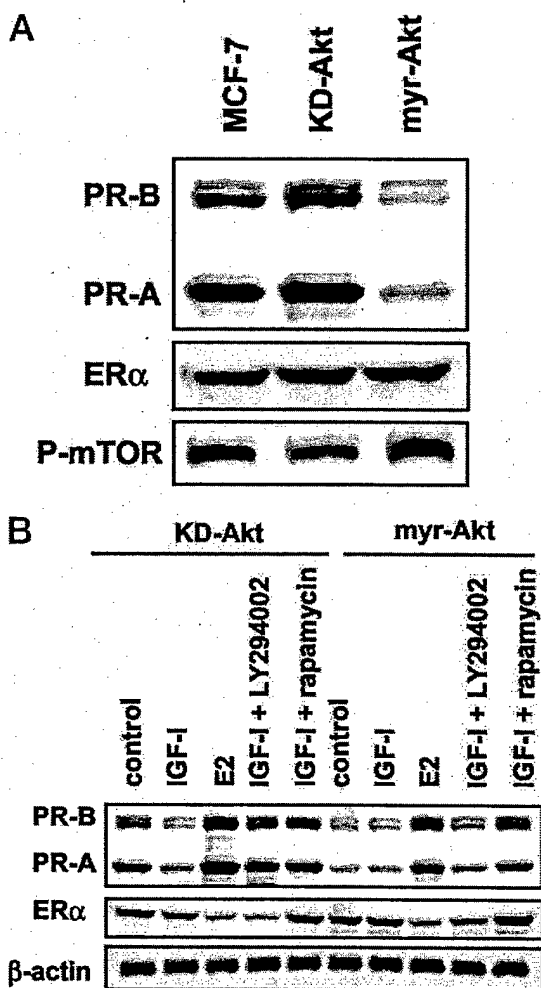 A
MCF-7
KD-Akt
myr-Akt
PR-B
PR-A
ERα
P-mTOR
B
KD-Akt
myr-Akt
control
IGF-I
E2
IGF-I + LY294002
IGF-I + rapamycin
control
IGF-I
E2
IGF-I + LY294002
IGF-I + rapamycin
PR-B
PR-A
ERα
β-actin